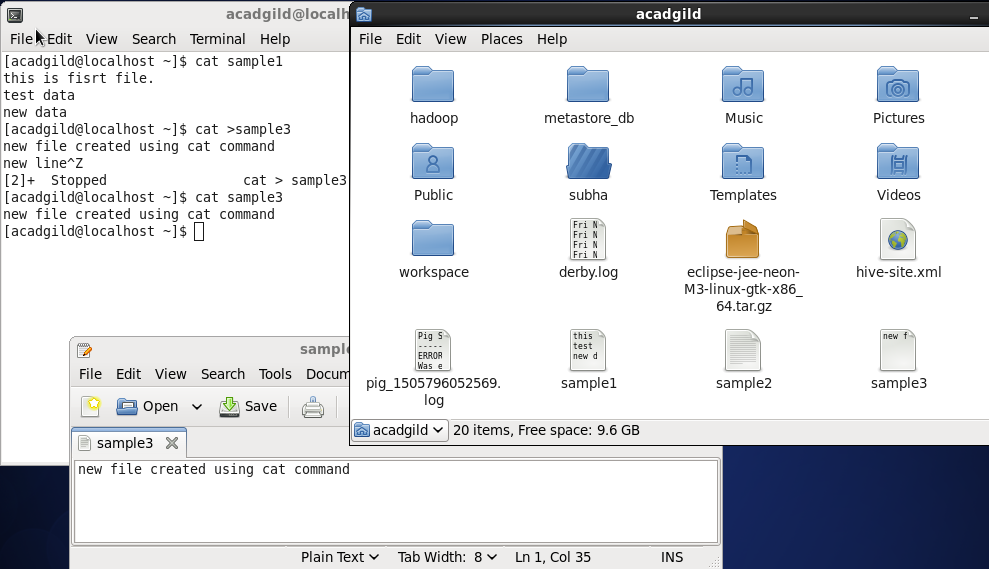 acadgild@localh
File Edit View Search Terminal Help
[acadgild@localhost ~]$ cat sample1
this is fisrt file.
test data
new data
[acadgild@localhost ~]$ cat >sample3
new file created using cat command
new line^Z
[2]+  Stopped                 cat > sample3
[acadgild@localhost ~]$ cat sample3
new file created using cat command
[acadgild@localhost ~]$
acadgild
File Edit View Places Help
hadoop
metastore_db
Music
Pictures
Public
subha
Templates
Videos
workspace
Fri N
Fri N
Fri N
Fri N
derby.log
eclipse-jee-neon-
M3-linux-gtk-x86_
64.tar.gz
hive-site.xml
Pig S
-----
ERROR
Was e
pig_1505796052569.
log
this
test
new d
sample1
sample2
new f
sample3
acadgild 20 items, Free space: 9.6 GB
sample
File Edit View Search Tools Docum
Open Save
sample3
new file created using cat command
Plain Text Tab Width: 8 Ln 1, Col 35 INS